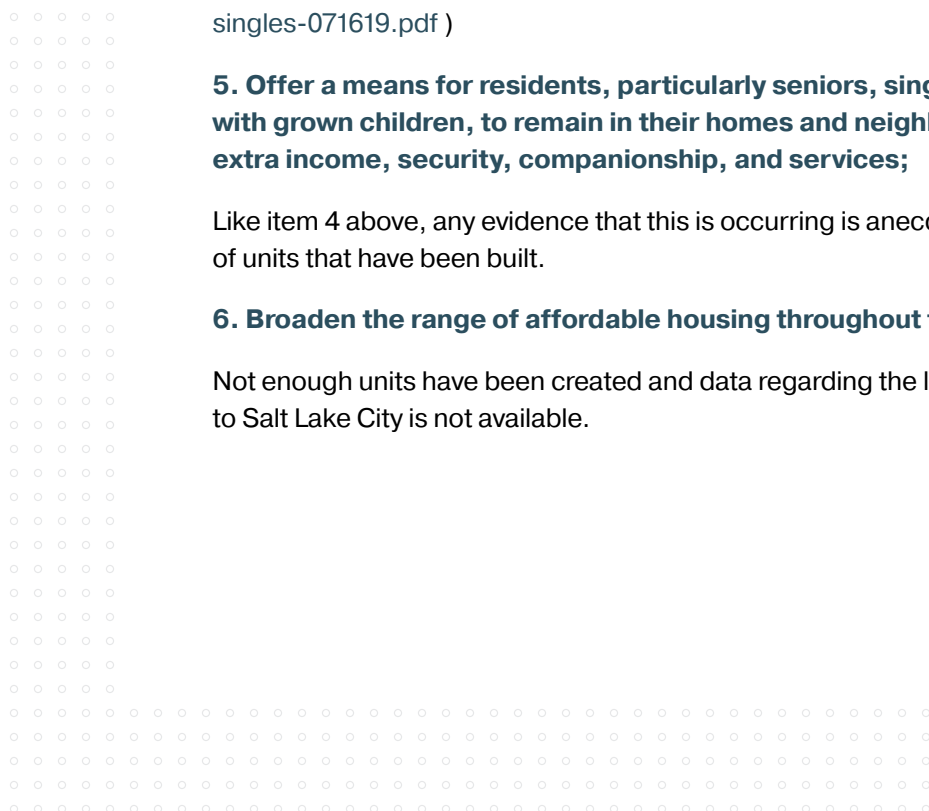 singles-071619.pdf )
5. Offer a means for residents, particularly seniors,
with grown children, to remain in their homes and
extra income, security, companionship, and services;
Like item 4 above, any evidence that this is occurring is
of units that have been built.
6. Broaden the range of affordable housing throughout
Not enough units have been created and data regarding the
to Salt Lake City is not available.